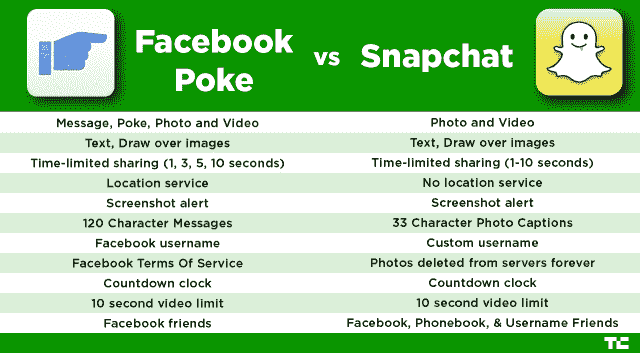 Facebook Poke vs Snapchat
Message, Poke, Photo and Video Photo and Video
Text, Draw over images Text, Draw over images
Time-limited sharing (1, 3, 5, 10 seconds) Time-limited sharing (1-10 seconds)
Location service No location service
Screenshot alert Screenshot alert
120 Character Messages 33 Character Photo Captions
Facebook username Custom username
Facebook Terms Of Service Photos deleted from servers forever
Countdown clock Countdown clock
10 second video limit 10 second video limit
Facebook friends Facebook, Phonebook, & Username Friends
TC